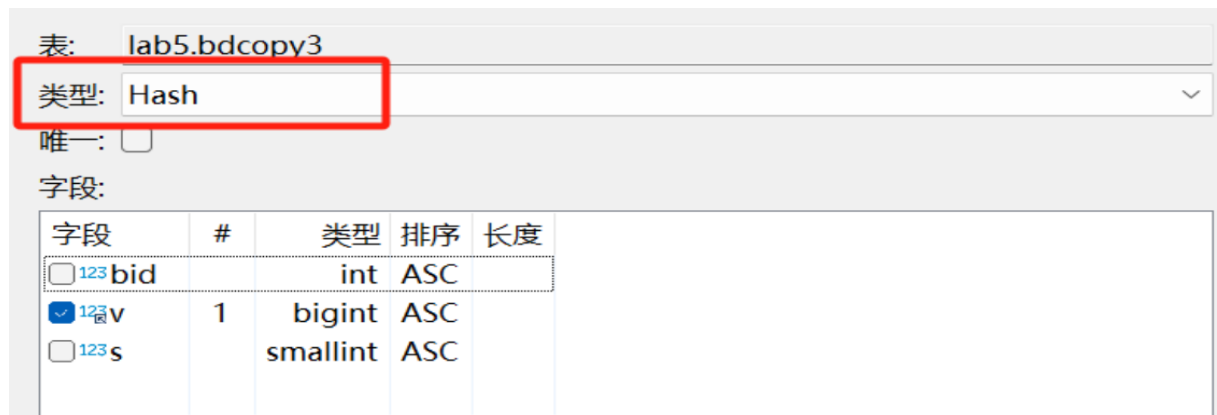 表: lab5.bdcopy3
类型: Hash
唯一:
字段:
字段 # 类型 排序 长度
123 bid int ASC
123 v 1 bigint ASC
123 s smallint ASC